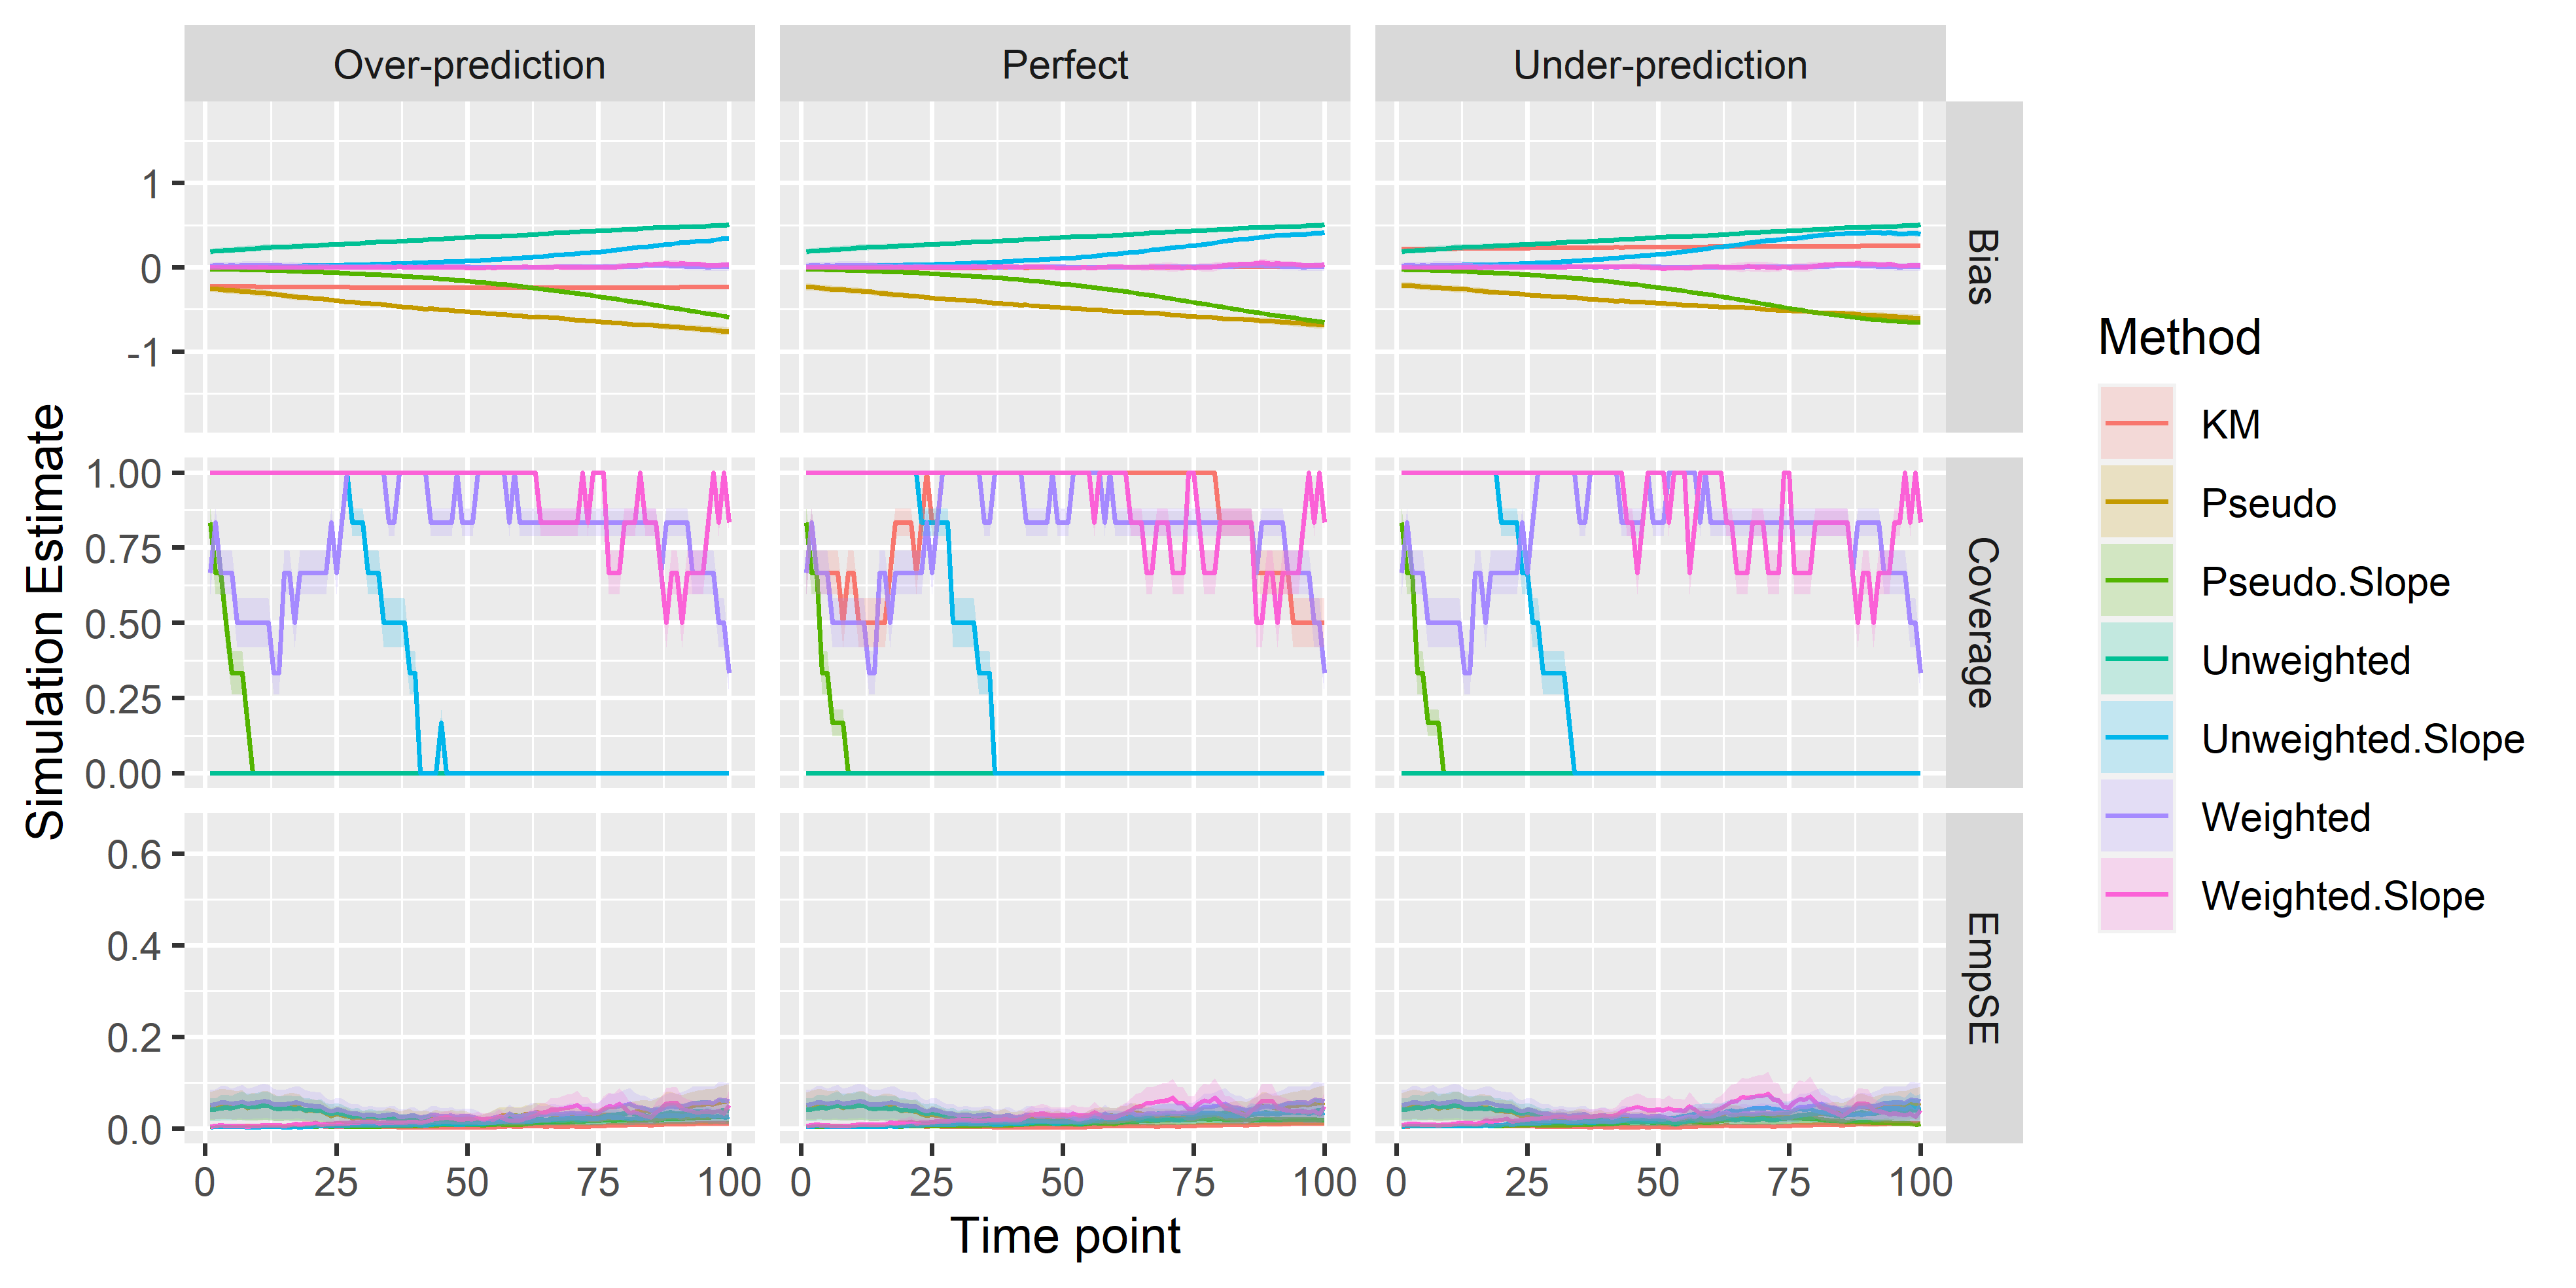 Over-prediction
Perfect
Under-prediction
Simulation Estimate
1
0
-1
Bias
1.00
0.75
0.50
0.25
0.00
Coverage
0.6
0.4
0.2
0.0
EmpSE
0 25 50 75 100
0 25 50 75 100
0 25 50 75 100
Time point
Method
KM
Pseudo
Pseudo.Slope
Unweighted
Unweighted.Slope
Weighted
Weighted.Slope